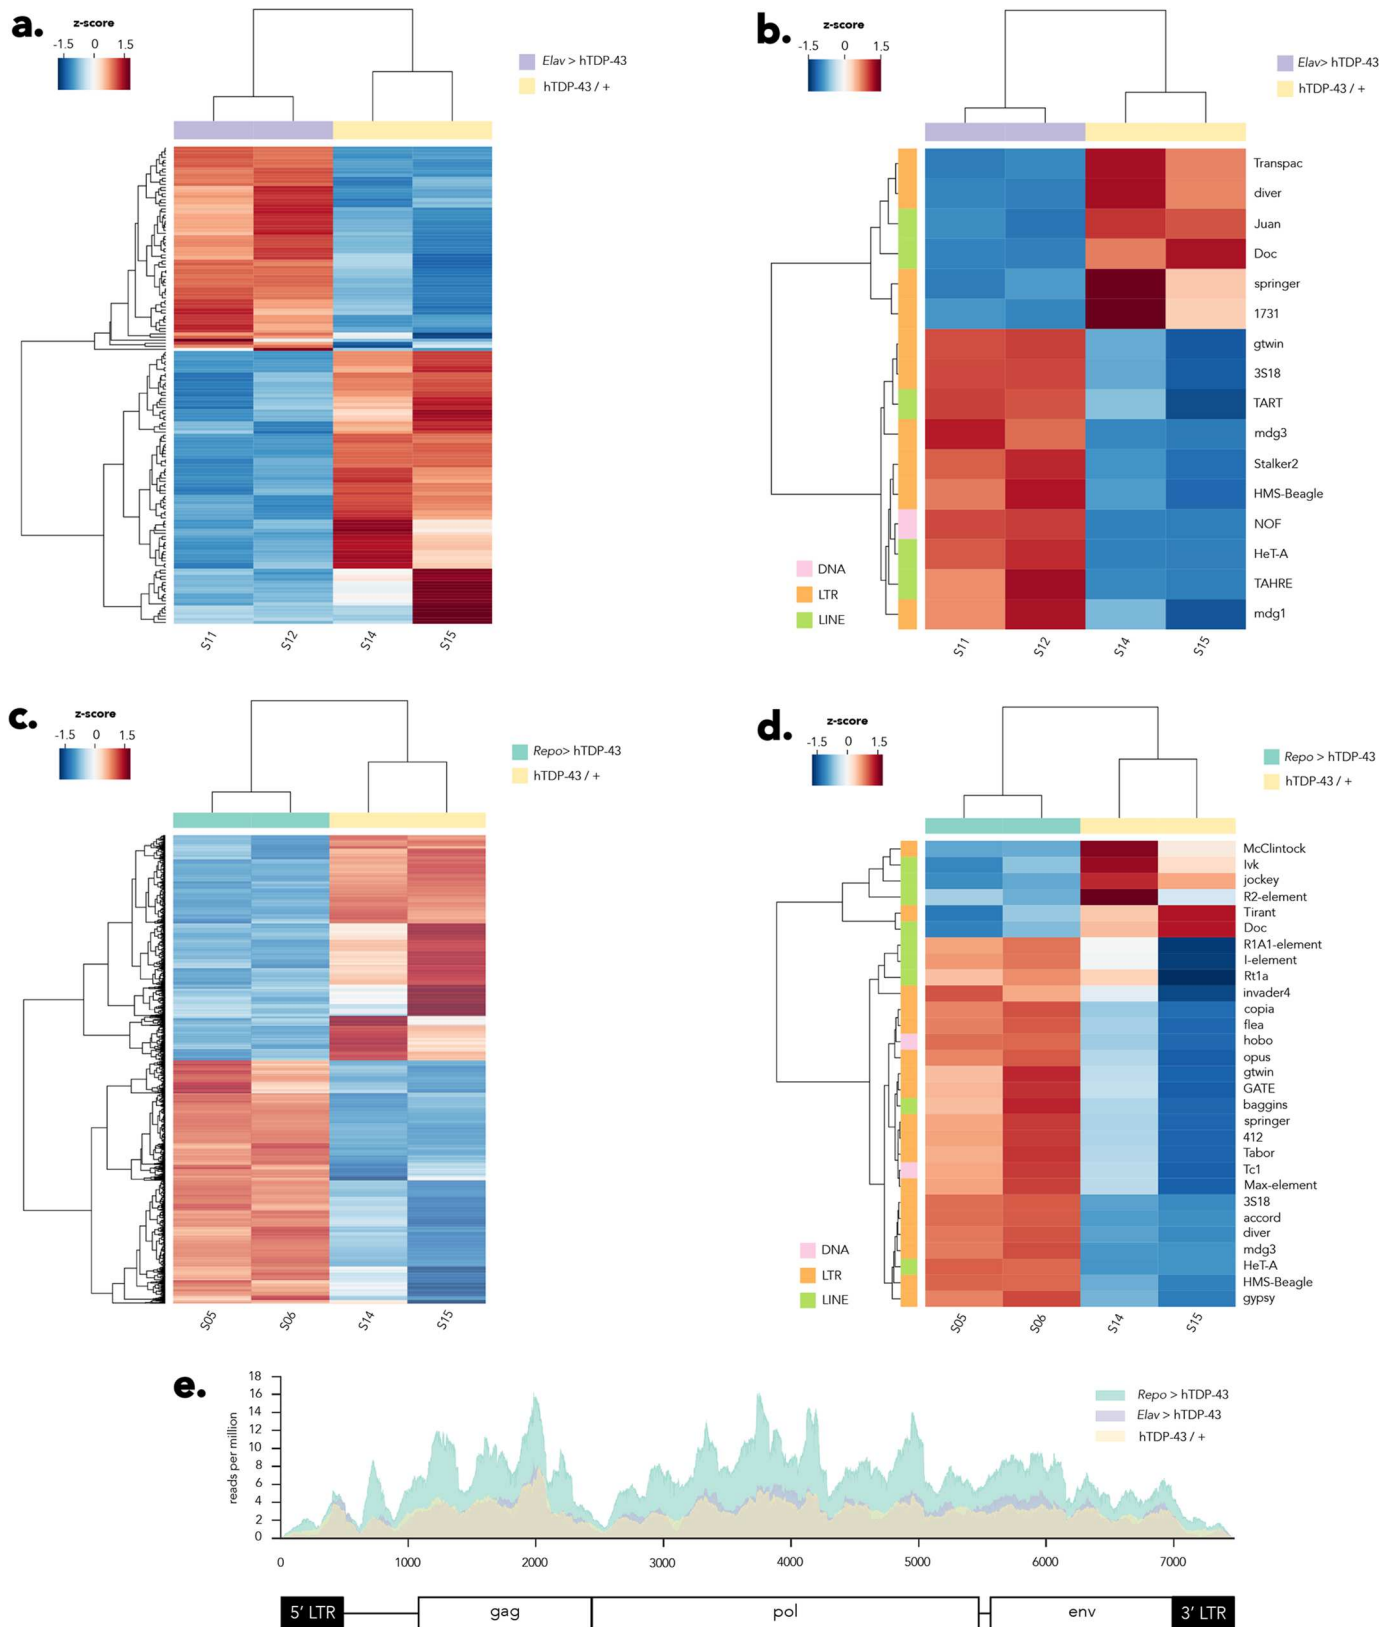 a.
z-score
-1.5 0 1.5
Elav > hTDP-43
hTDP-43 / +
S11 S12 S14 S15
b.
z-score
-1.5 0 1.5
Elav> hTDP-43
hTDP-43 / +
Transpac
diver
Juan
Doc
springer
1731
gtwin
3S18
TART
mdg3
Stalker2
HMS-Beagle
NOF
HeT-A
TAHRE
mdg1
DNA
LTR
LINE
S11 S12 S14 S15
c.
z-score
-1.5 0 1.5
Repo> hTDP-43
hTDP-43 / +
S05 S06 S14 S15
d.
z-score
-1.5 0 1.5
Repo > hTDP-43
hTDP-43 / +
McClintock
Ivk
jockey
R2-element
Tirant
Doc
R1A1-element
I-element
Rt1a
invader4
copia
flea
hobo
opus
gtwin
GATE
baggins
springer
412
Tabor
Tc1
Max-element
3S18
accord
diver
mdg3
HeT-A
HMS-Beagle
gypsy
DNA
LTR
LINE
S05 S06 S14 S15
e.
reads per million
18
16
14
12
10
8
6
4
2
0
Repo > hTDP-43
Elav > hTDP-43
hTDP-43 / +
0 1000 2000 3000 4000 5000 6000 7000
5' LTR gag pol env 3' LTR